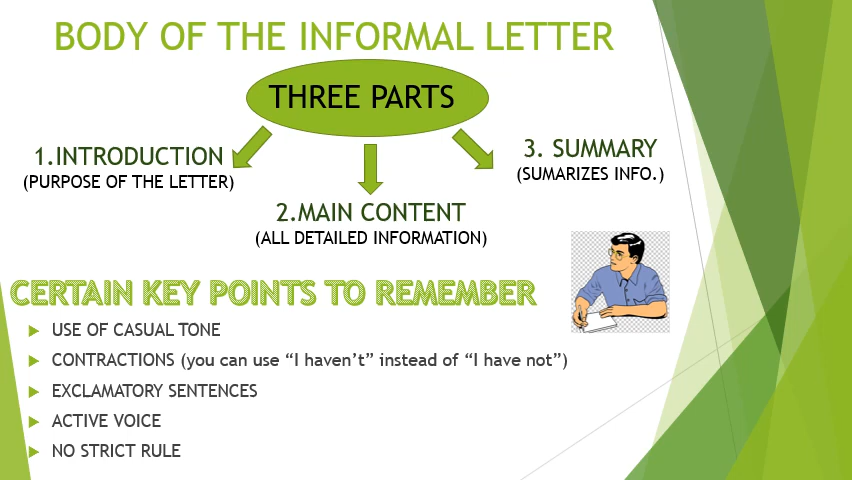 BODY OF THE INFORMAL LETTER
THREE PARTS
1.INTRODUCTION
(PURPOSE OF THE LETTER)
2.MAIN CONTENT
(ALL DETAILED INFORMATION)
3. SUMMARY
(SUMARIZES INFO.)
CERTAIN KEY POINTS TO REMEMBER
USE OF CASUAL TONE
CONTRACTIONS (you can use “I haven’t” instead of “I have not”)
EXCLAMATORY SENTENCES
ACTIVE VOICE
NO STRICT RULE